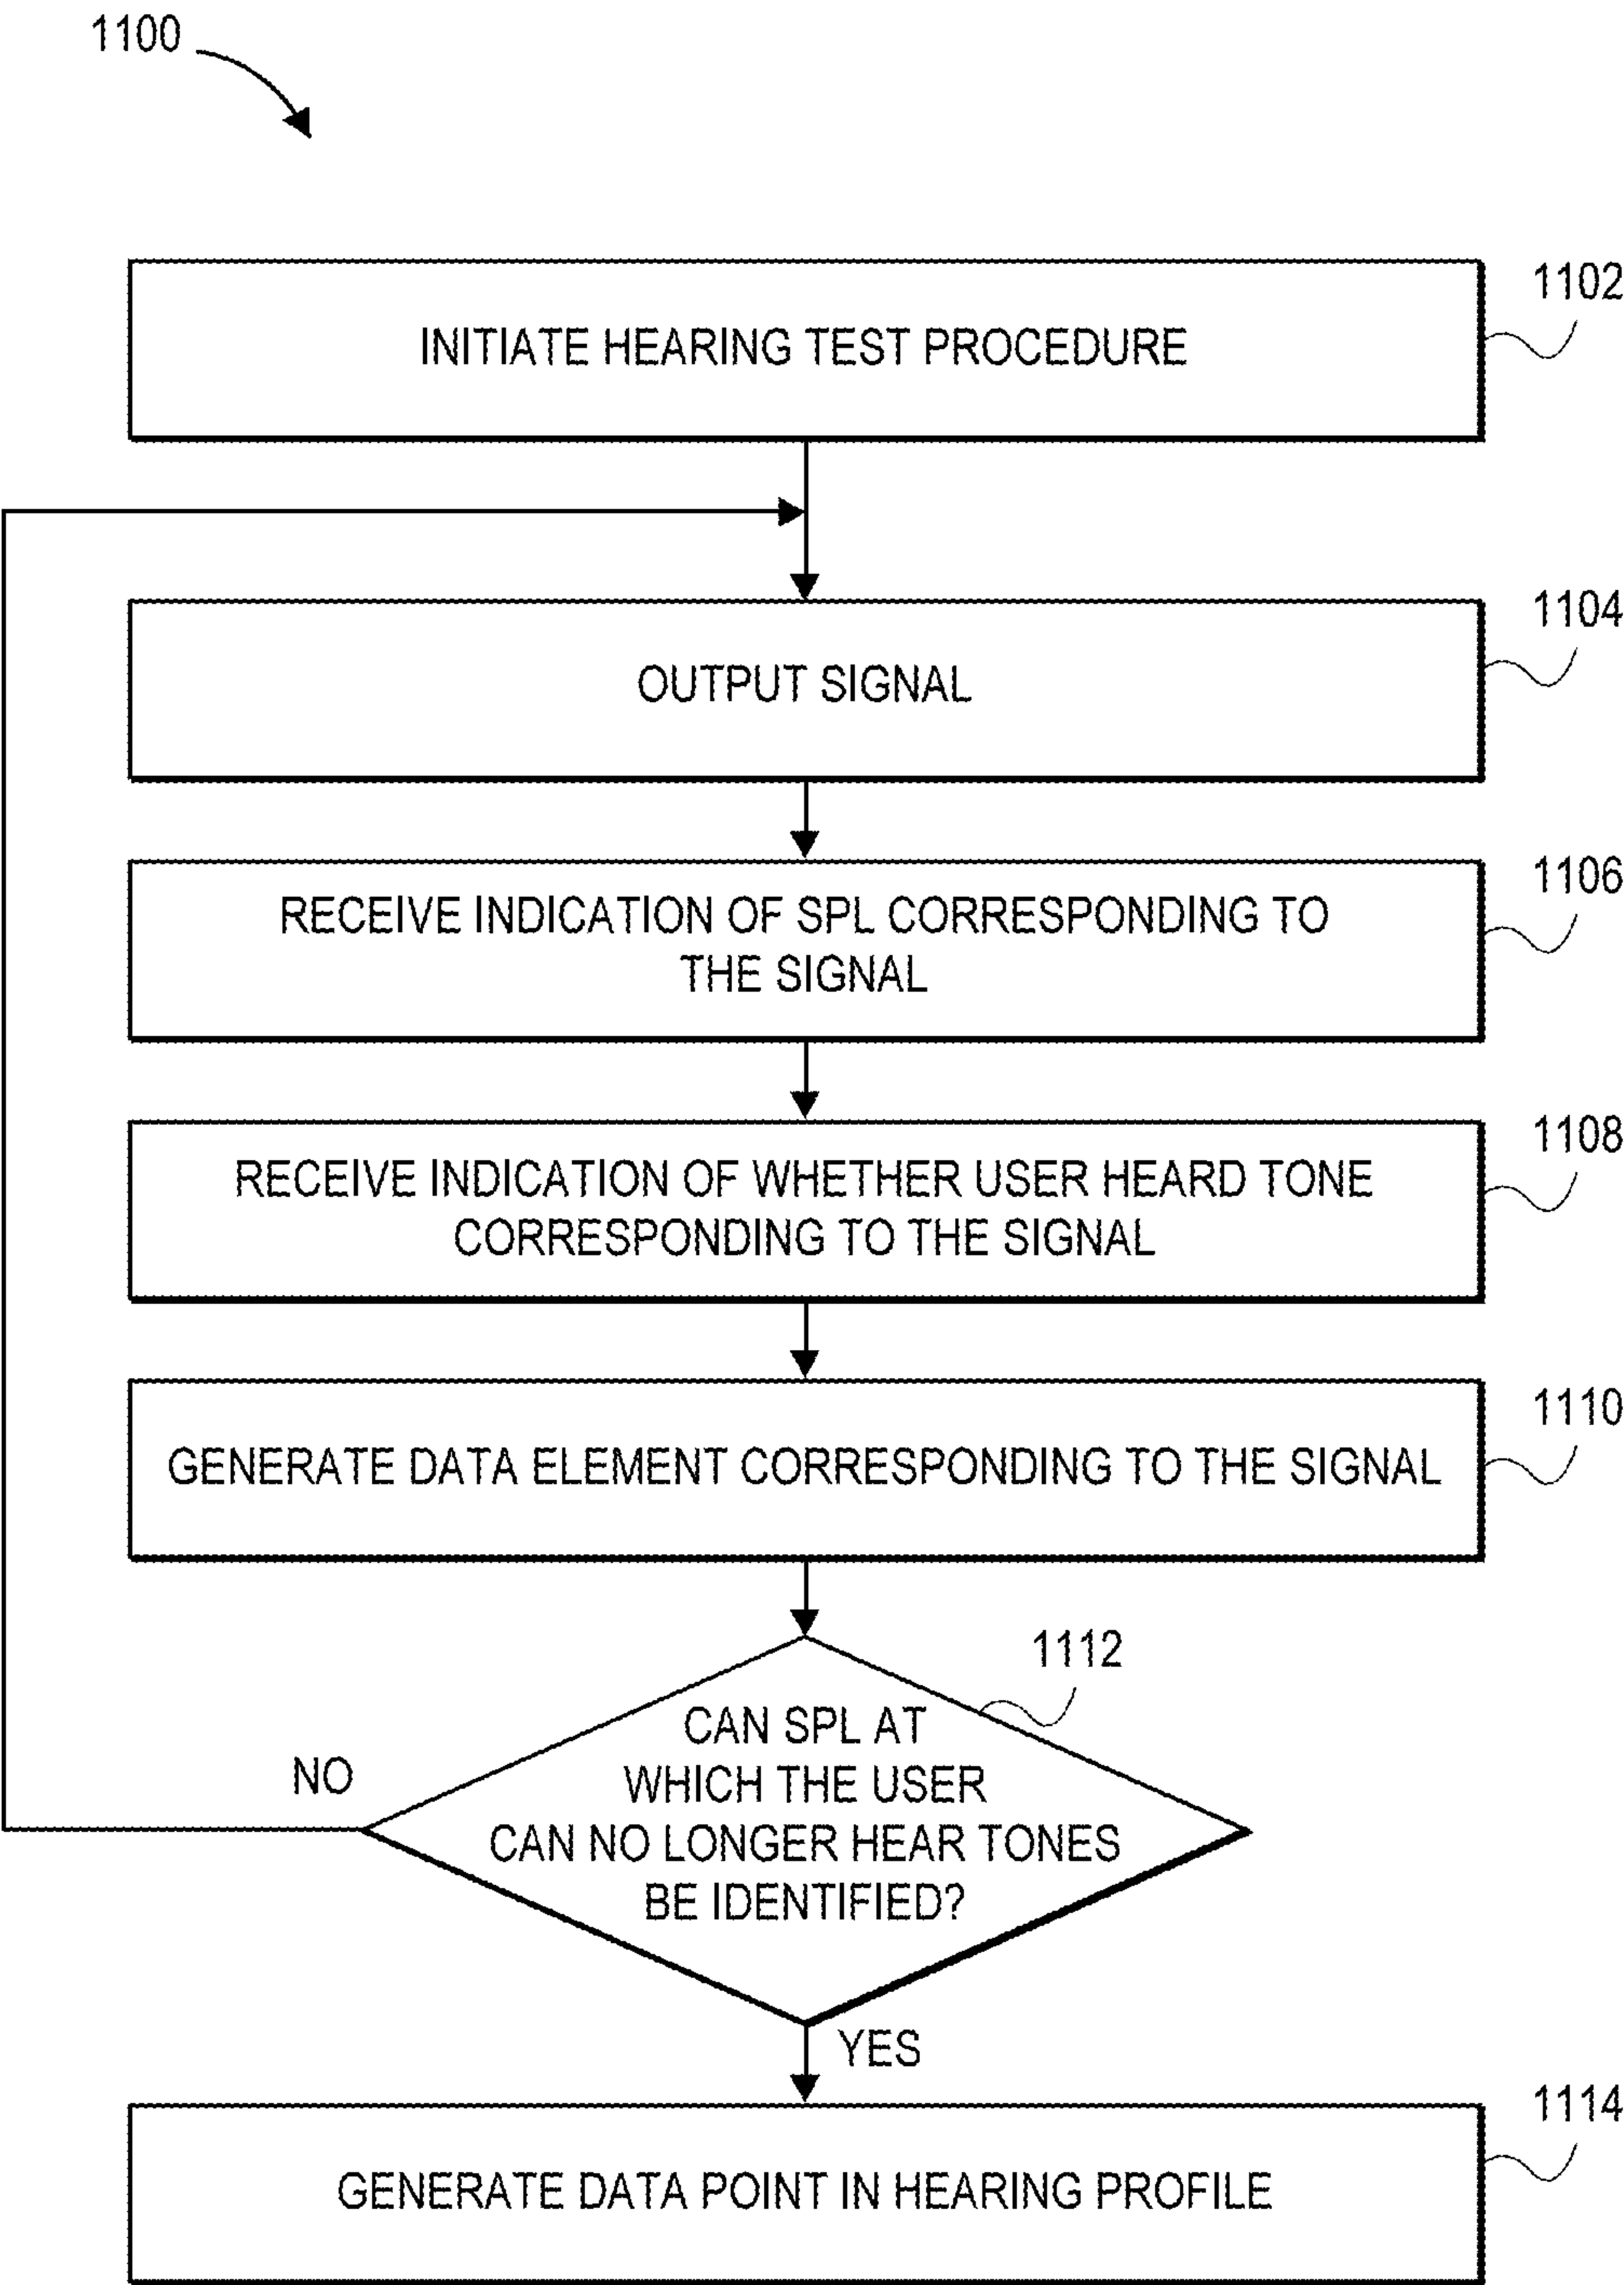 1100
1102
INITIATE HEARING TEST PROCEDURE
1104
OUTPUT SIGNAL
1106
RECEIVE INDICATION OF SPL CORRESPONDING TO
THE SIGNAL
1108
RECEIVE INDICATION OF WHETHER USER HEARD TONE
CORRESPONDING TO THE SIGNAL
1110
GENERATE DATA ELEMENT CORRESPONDING TO THE SIGNAL
1112
CAN SPL AT
WHICH THE USER
CAN NO LONGER HEAR TONES
BE IDENTIFIED?
NO
YES
1114
GENERATE DATA POINT IN HEARING PROFILE